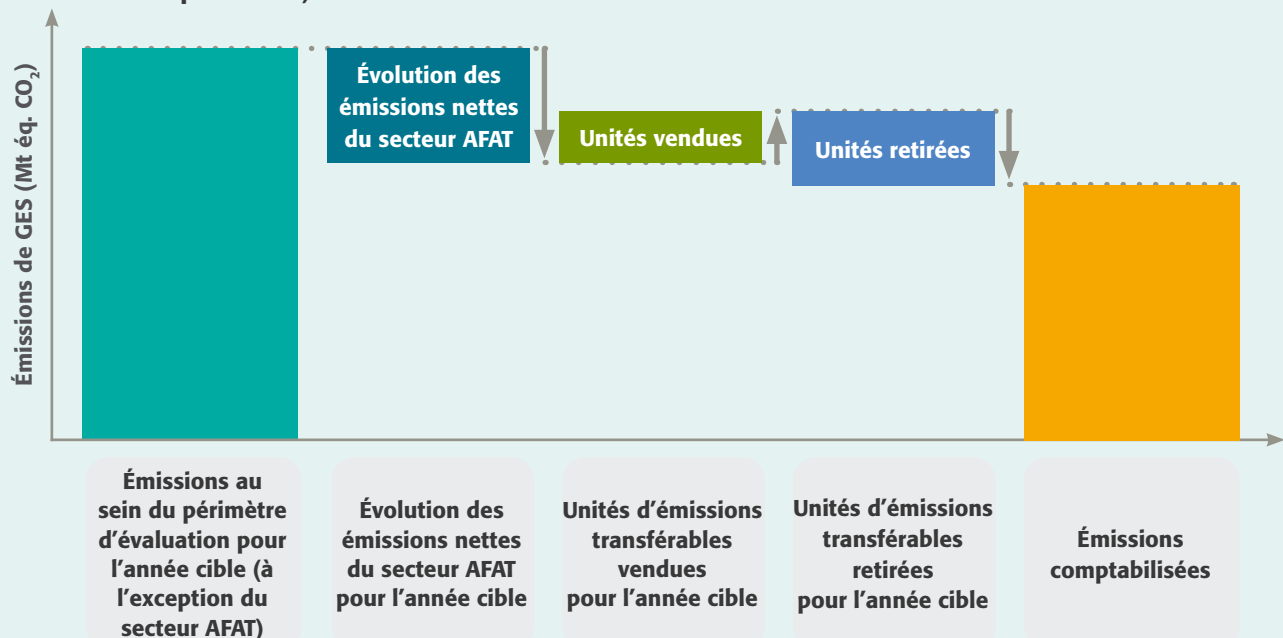 Émissions de GES (Mt éq. CO₂)
Évolution des
émissions nettes
du secteur AFAT
Unités vendues
Unités retirées
Émissions au
sein du périmètre
d'évaluation pour
l'année cible (à
l'exception du
secteur AFAT)
Évolution des
émissions nettes
du secteur AFAT
pour l'année cible
Unités d'émissions
transférables
vendues
pour l'année cible
Unités d'émissions
transférables
retirées
pour l'année cible
Émissions
comptabilisées